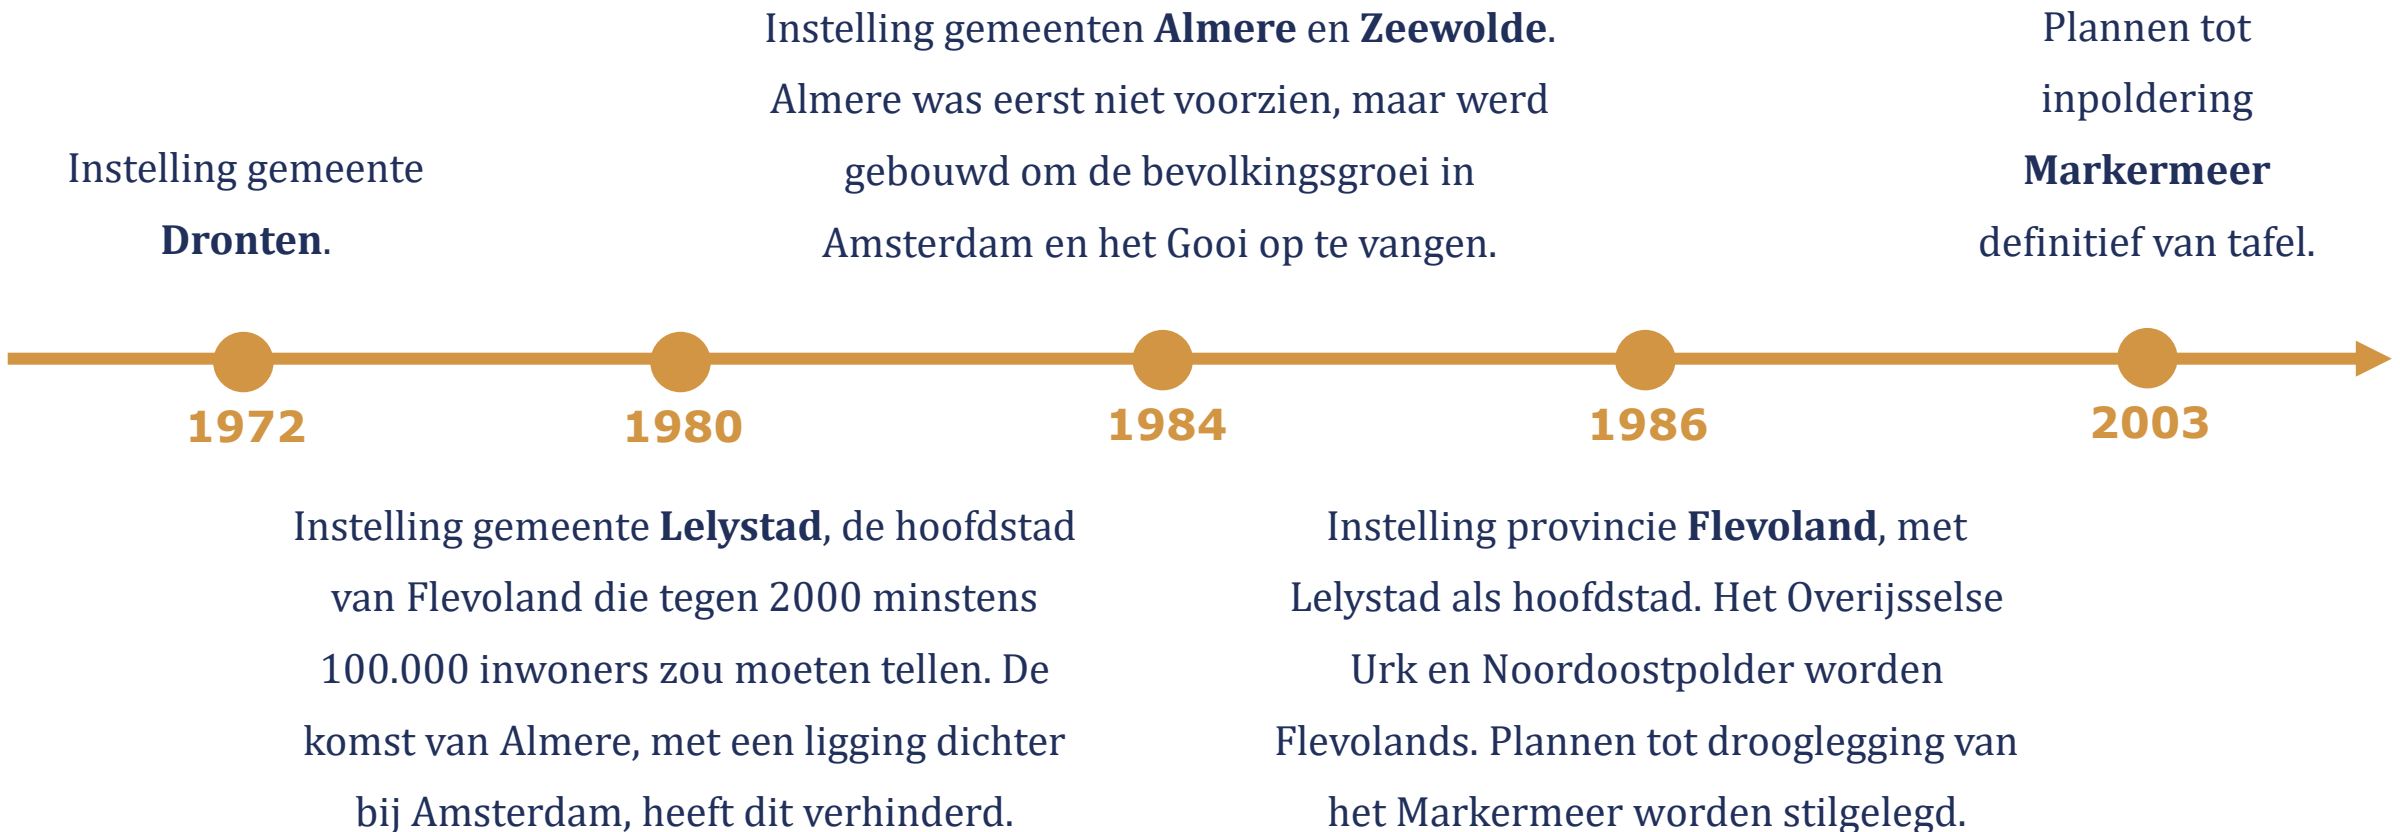 Instelling gemeente
Dronten.
1972
Instelling gemeente Lelystad, de hoofdstad
van Flevoland die tegen 2000 minstens
100.000 inwoners zou moeten tellen. De
komst van Almere, met een ligging dichter
bij Amsterdam, heeft dit verhinderd.
1980
Instelling gemeenten Almere en Zeewolde.
Almere was eerst niet voorzien, maar werd
gebouwd om de bevolkingsgroei in
Amsterdam en het Gooi op te vangen.
1984
Instelling provincie Flevoland, met
Lelystad als hoofdstad. Het Overijsselse
Urk en Noordoostpolder worden
Flevolands. Plannen tot drooglegging van
het Markermeer worden stilgelegd.
1986
Plannen tot
inpoldering
Markermeer
definitief van tafel.
2003